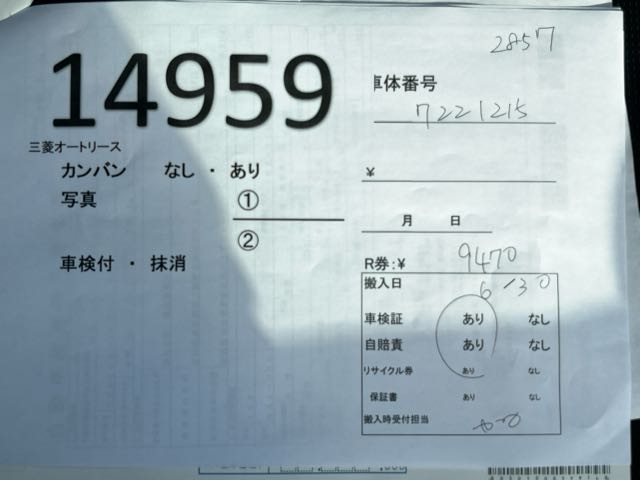 2857
14959
車体番号
7221215
三菱オートリース
カンバン なし ・ あり
¥
写真 ①
月 日
②
車検付 ・ 抹消
R券:¥ 9470
搬入日 6/30
車検証 あり なし
自賠責 あり なし
リサイクル券 あり なし
保証書 あり なし
搬入時受付担当